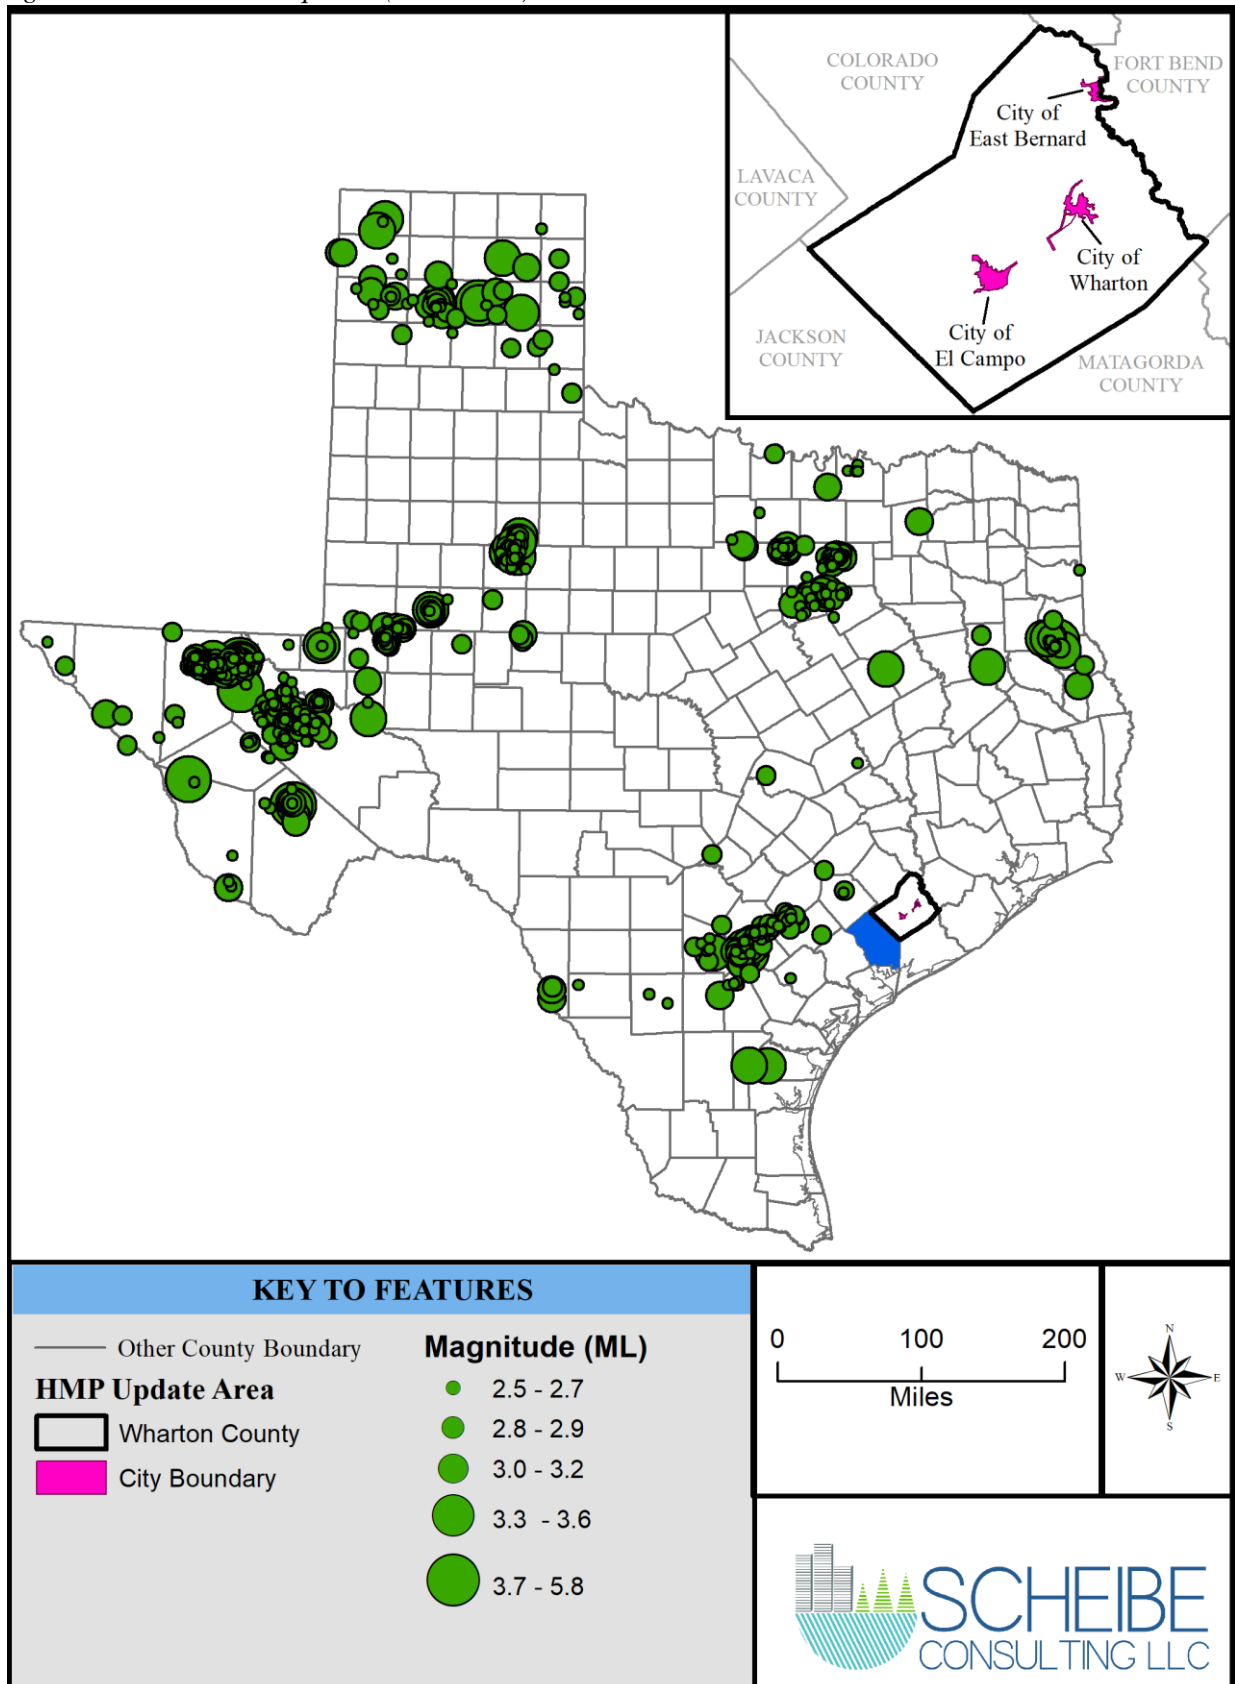 COLORADO
COUNTY
FORT BEND
COUNTY
City of
East Bernard
LAVACA
COUNTY
City of
Wharton
City of
El Campo
JACKSON
COUNTY
MATAGORDA
COUNTY
KEY TO FEATURES
Other County Boundary
HMP Update Area
Wharton County
City Boundary
Magnitude (ML)
2.5 - 2.7
2.8 - 2.9
3.0 - 3.2
3.3 - 3.6
3.7 - 5.8
0 100 200
Miles
N
W E
S
SCHEIBE
CONSULTING LLC